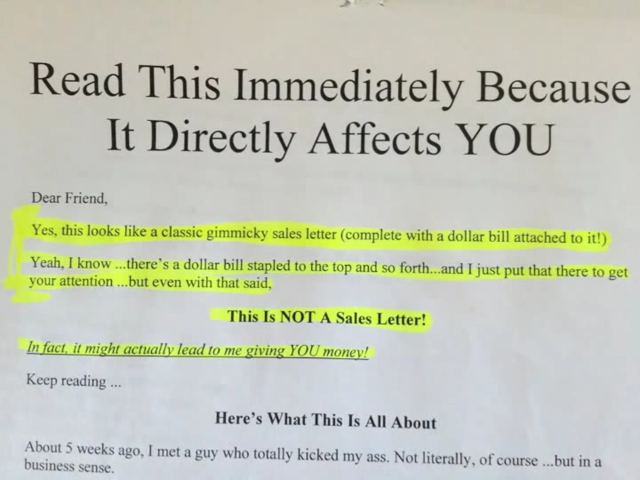 Read This Immediately Because
It Directly Affects YOU
Dear Friend,
Yes, this looks like a classic gimmicky sales letter (complete with a dollar bill attached to it!)
Yeah, I know ...there's a dollar bill stapled to the top and so forth...and I just put that there to get
your attention ...but even with that said,
This Is NOT A Sales Letter!
In fact, it might actually lead to me giving YOU money!
Keep reading ...
Here's What This Is All About
About 5 weeks ago, I met a guy who totally kicked my ass. Not literally, of course ...but in a
business sense.